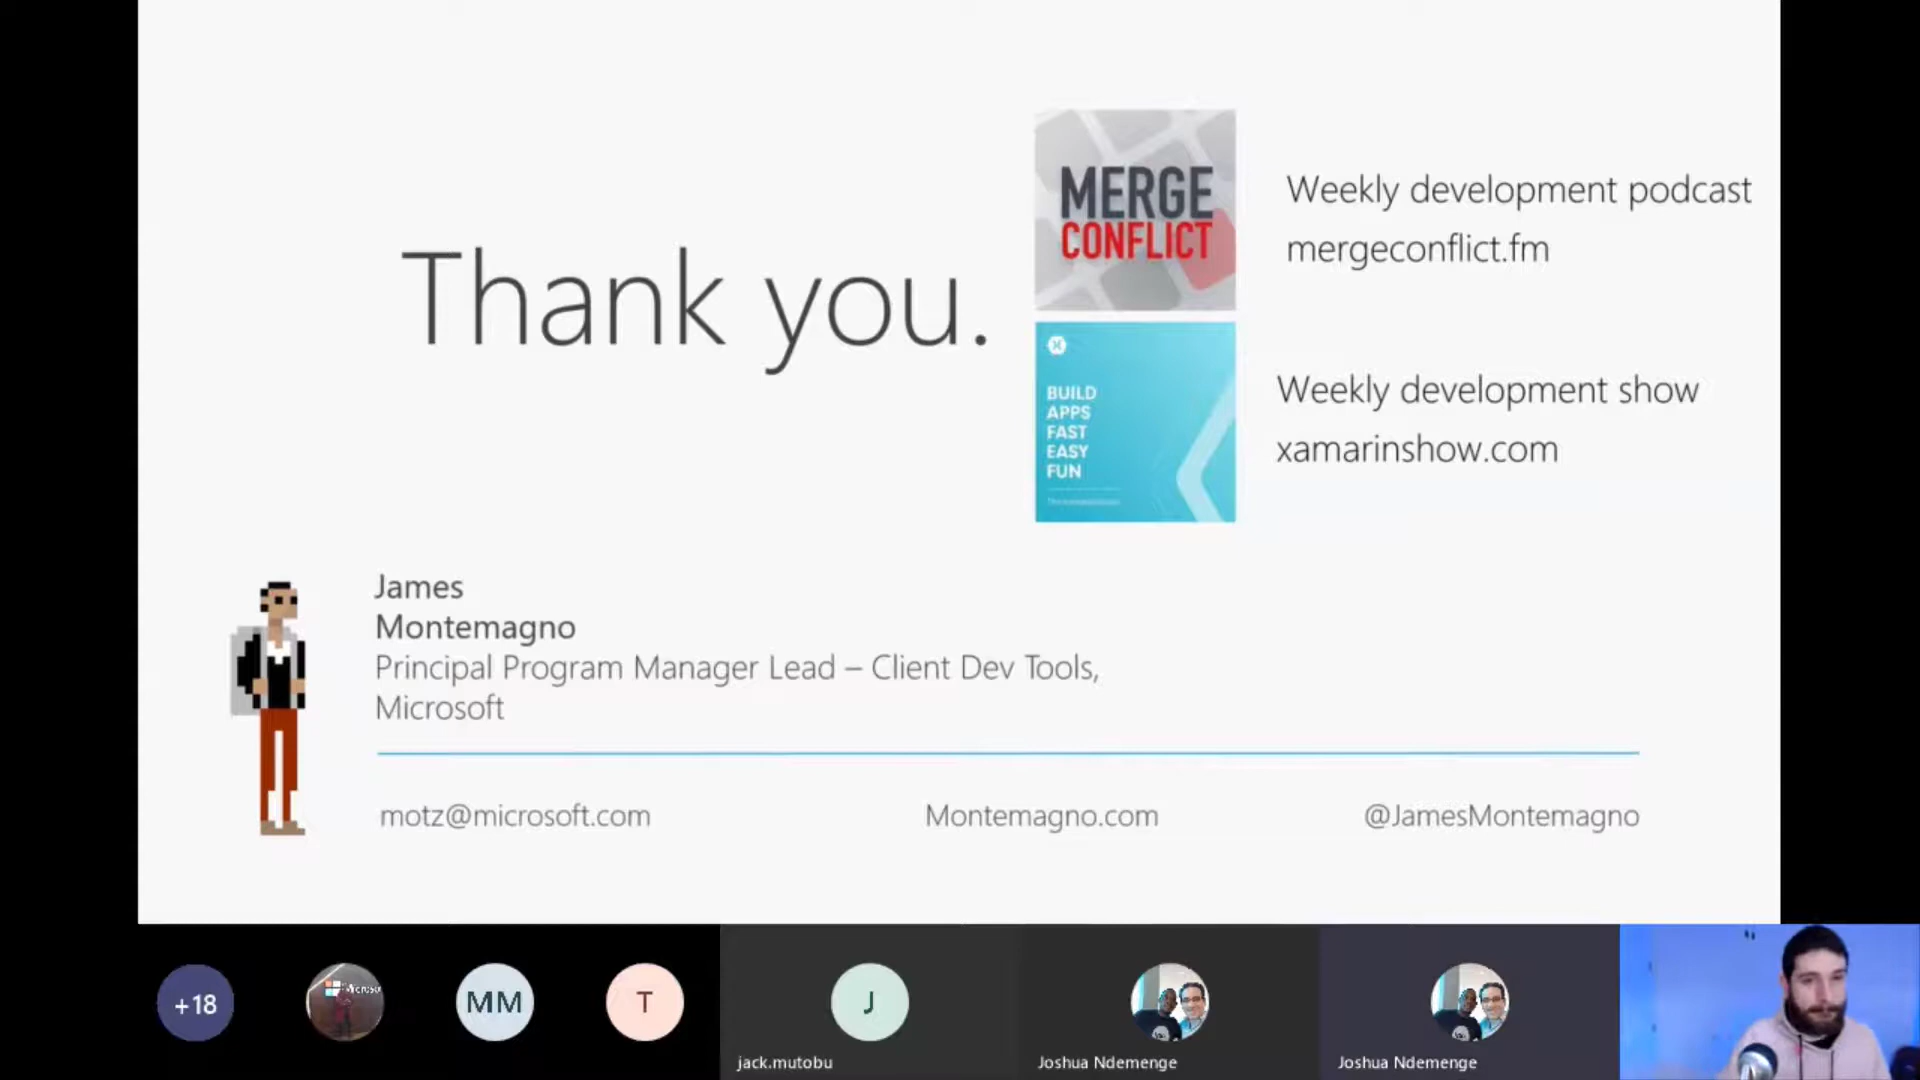 MERGE
CONFLICT
Weekly development podcast
mergeconflict.fm
Thank you.
BUILD
APPS
FAST
EASY
FUN
Weekly development show
xamarinshow.com
James
Montemagno
Principal Program Manager Lead – Client Dev Tools,
Microsoft
motz@microsoft.com
Montemagno.com
@JamesMontemagno
+18
Microsoft
MM
T
J
jack.mutobu
Joshua Ndemenge
Joshua Ndemenge